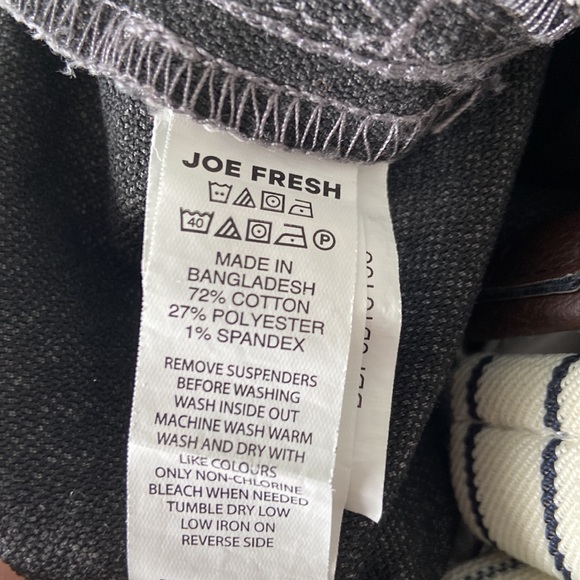 JOE FRESH
40
P
MADE IN
BANGLADESH
72% COTTON
27% POLYESTER
1% SPANDEX
REMOVE SUSPENDERS
BEFORE WASHING
WASH INSIDE OUT
MACHINE WASH WARM
WASH AND DRY WITH
LIKE COLOURS
ONLY NON-CHLORINE
BLEACH WHEN NEEDED
TUMBLE DRY LOW
LOW IRON ON
REVERSE SIDE